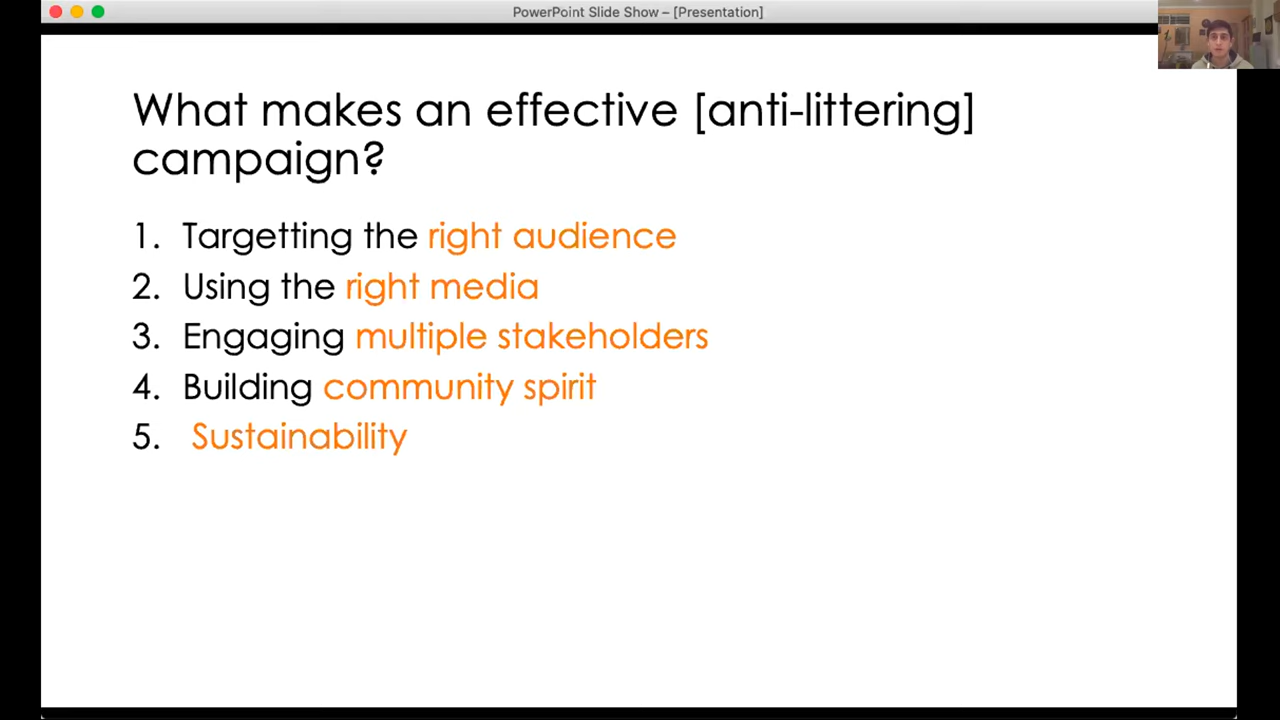 PowerPoint Slide Show – [Presentation]
What makes an effective [anti-littering]
campaign?
1. Targetting the right audience
2. Using the right media
3. Engaging multiple stakeholders
4. Building community spirit
5. Sustainability